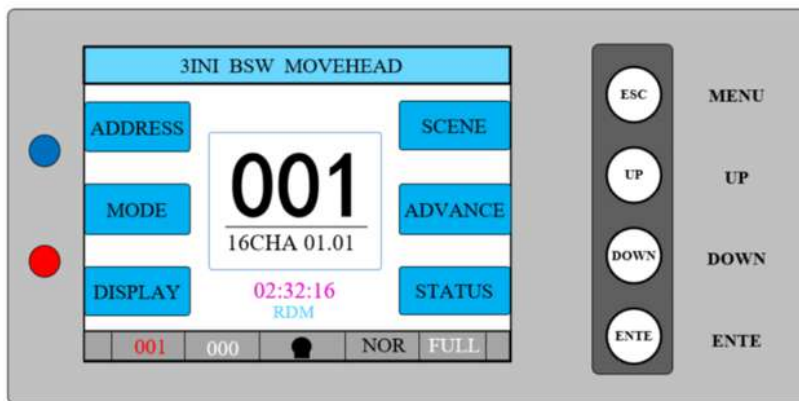 3INI BSW MOVEHEAD
ADDRESS
SCENE
001
MODE
ADVANCE
16CHA 01.01
DISPLAY
02:32:16
STATUS
RDM
001 000 NOR FULL
ESC MENU
UP UP
DOWN DOWN
ENTE ENTE